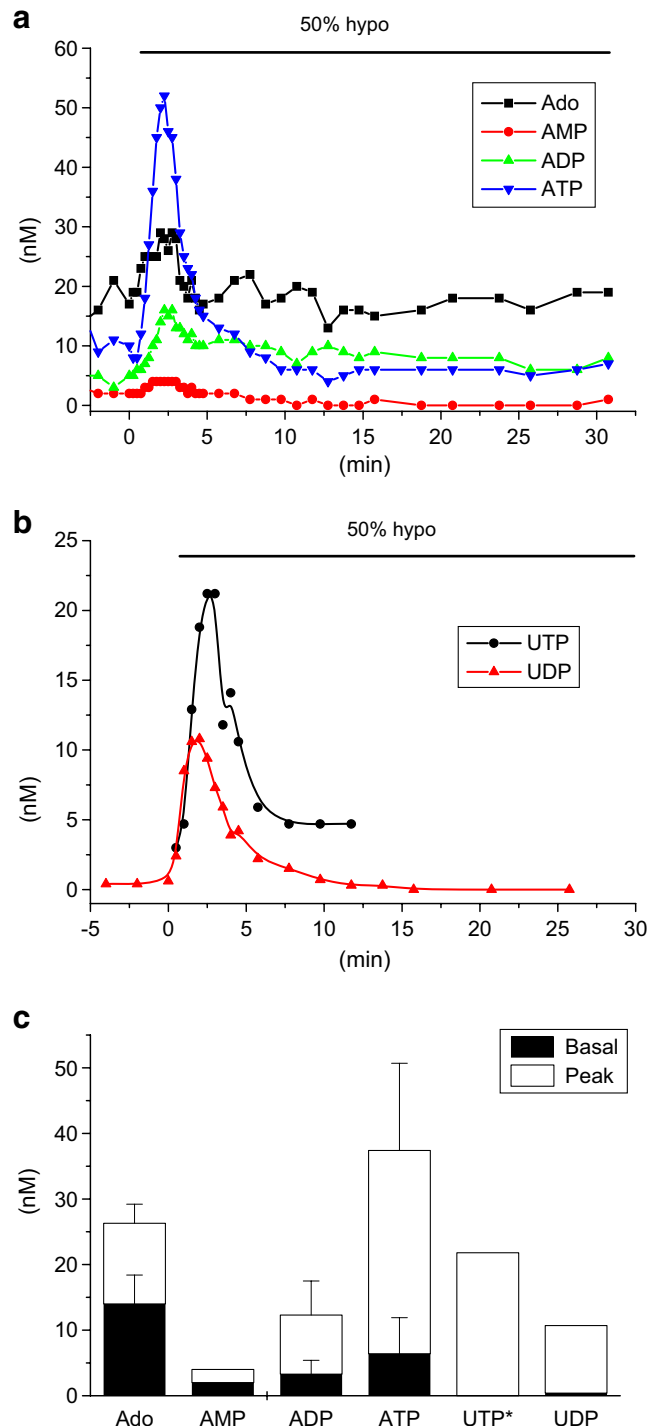 a
50% hypo
60
50
40
30
20
10
0
(nM)
Ado
AMP
ADP
ATP
0 5 10 15 20 25 30
(min)
b
50% hypo
25
20
15
10
5
0
(nM)
UTP
UDP
-5 0 5 10 15 20 25 30
(min)
c
50
40
30
20
10
0
(nM)
Basal
Peak
Ado AMP ADP ATP UTP* UDP